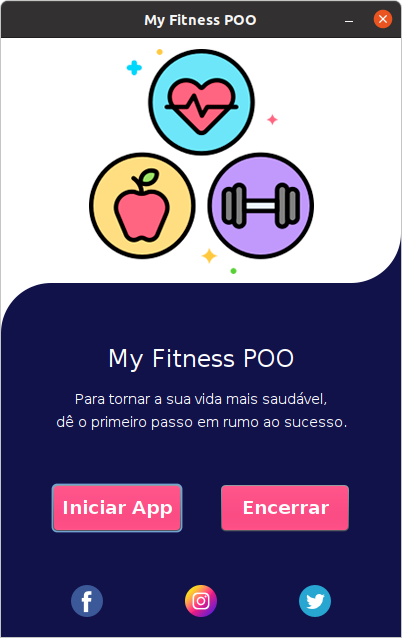 My Fitness POO
My Fitness POO
Para tornar a sua vida mais saudável,
dê o primeiro passo em rumo ao sucesso.
Iniciar App
Encerrar